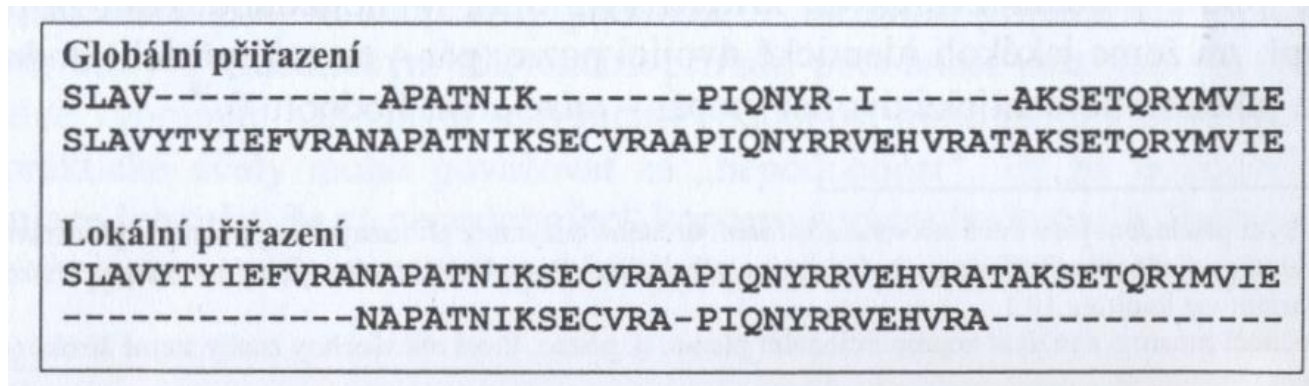 Globální přiřazení
SLAV----------APATNIK-------PIQNYR-I------AKSETQRYMVIE
SLAVYTYIEFVRANAPATNIKSECVRAAPIQNYRRVEHVRATAKSETQRYMVIE
Lokální přiřazení
SLAVYTYIEFVRANAPATNIKSECVRAAPIQNYRRVEHVRATAKSETQRYMVIE
-------------NAPATNIKSECVRA-PIQNYRRVEHVRA-------------